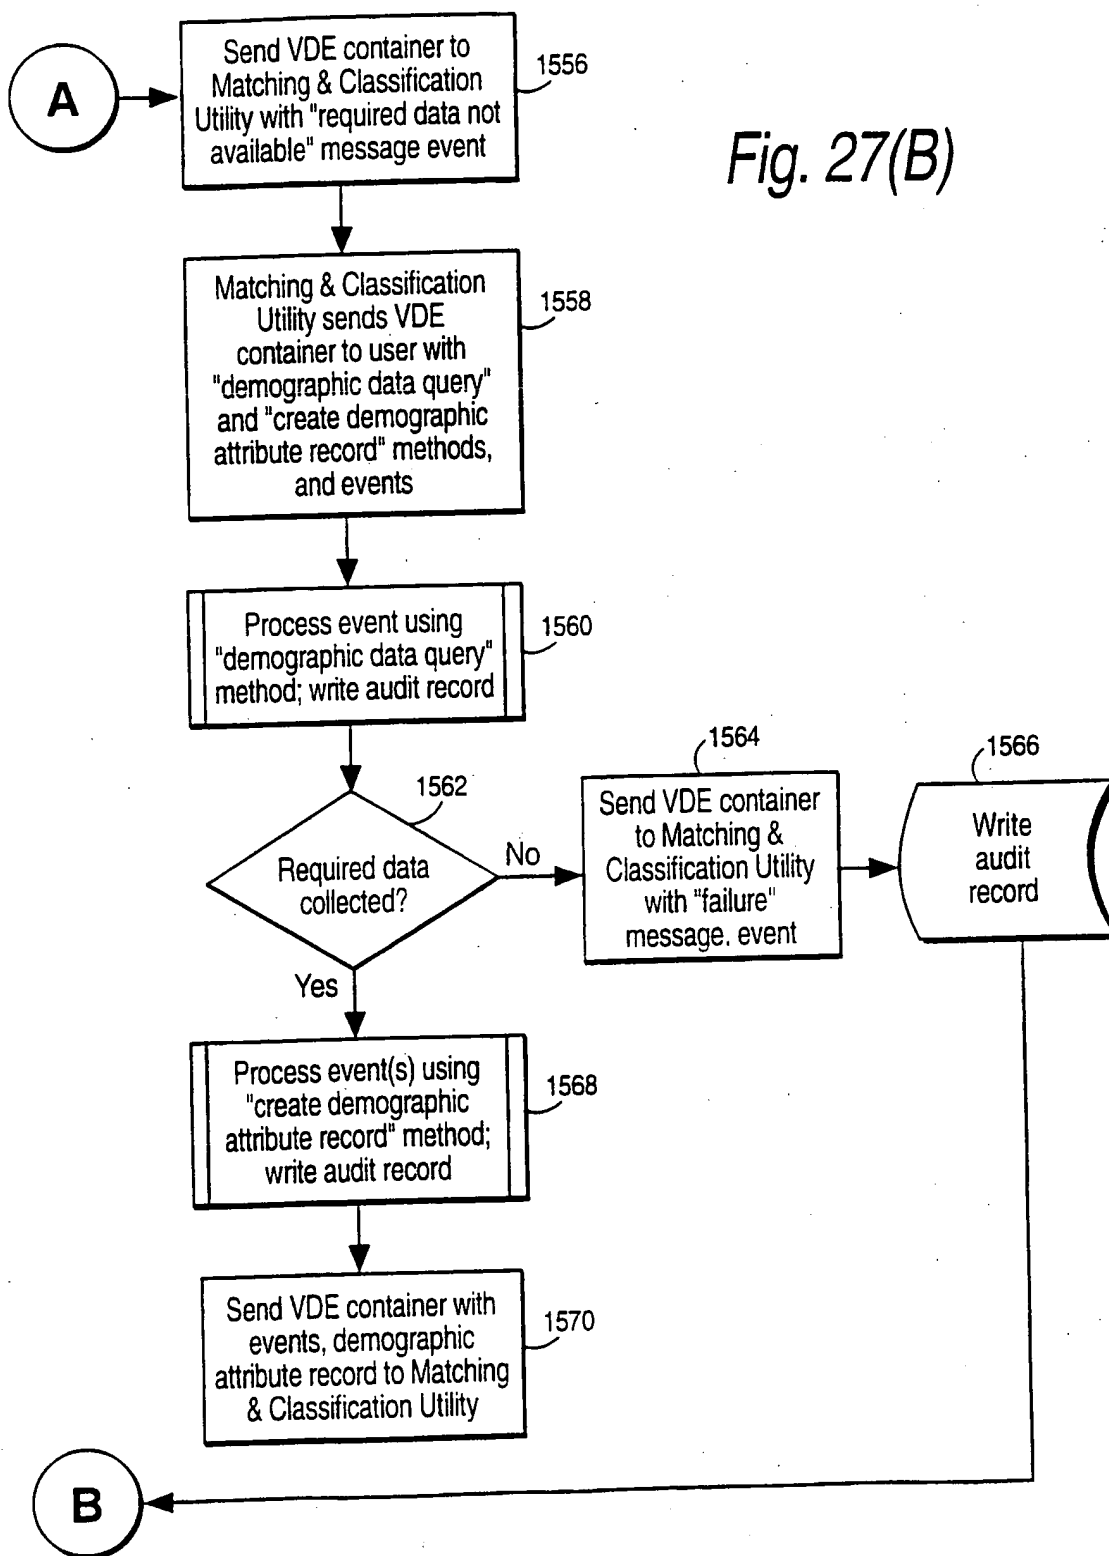 A
Send VDE container to
Matching & Classification
Utility with "required data not
available" message event
1556
Fig. 27(B)
Matching & Classification
Utility sends VDE
container to user with
"demographic data query"
and "create demographic
attribute record" methods,
and events
1558
Process event using
"demographic data query"
method; write audit record
1560
1562
Required data
collected?
No
Yes
1564
Send VDE container
to Matching &
Classification Utility
with "failure"
message, event
1566
Write
audit
record
Process event(s) using
"create demographic
attribute record" method;
write audit record
1568
Send VDE container with
events, demographic
attribute record to Matching
& Classification Utility
1570
B